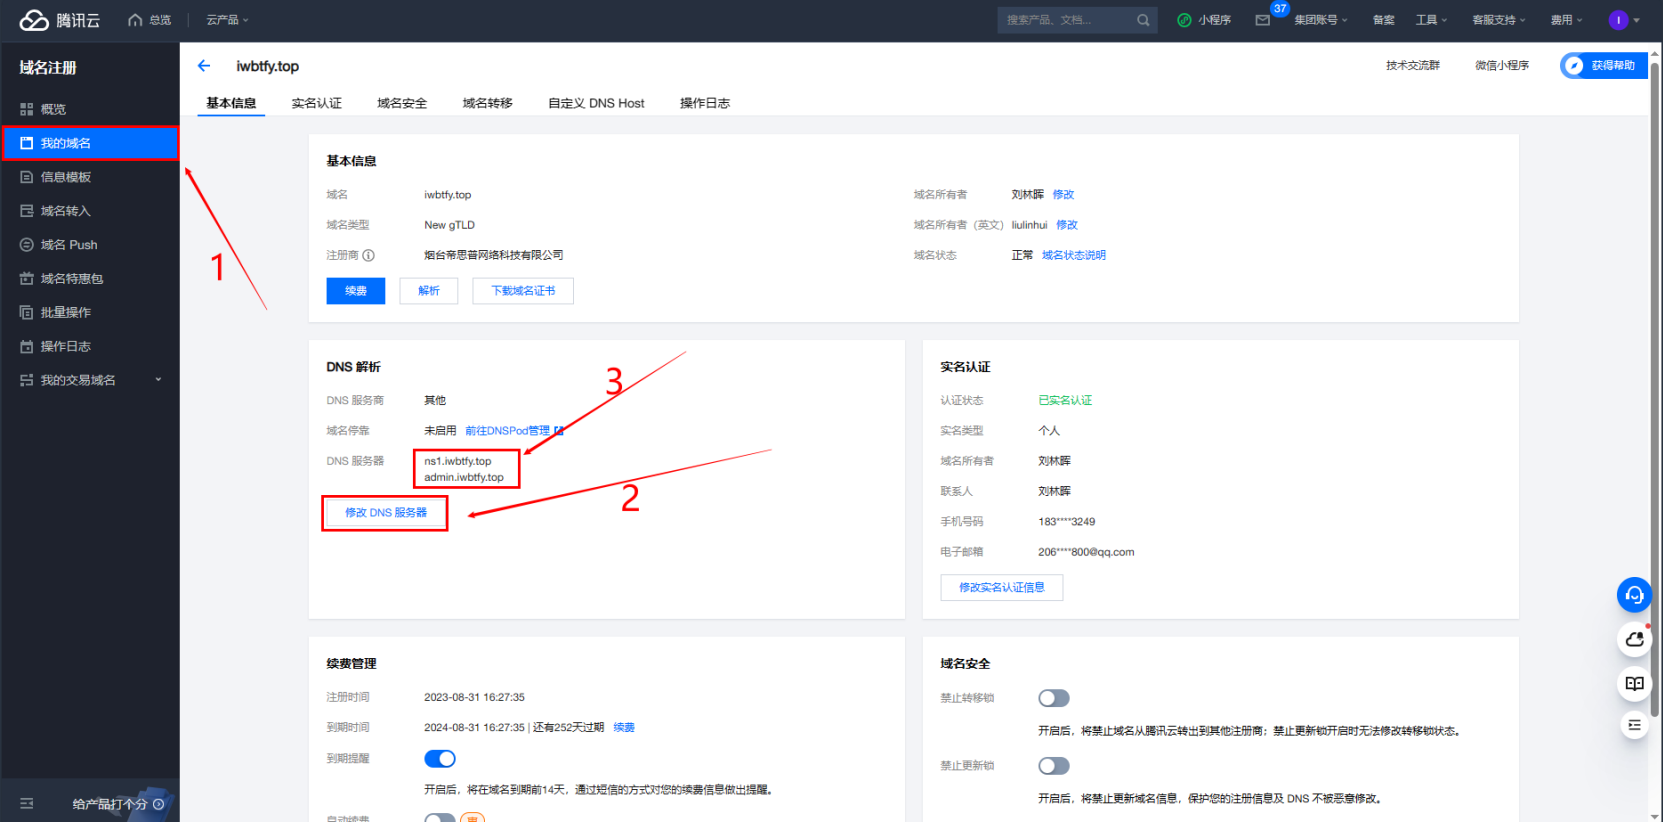 腾讯云
总览
云产品
搜索产品、文档...
小程序
37
集团账号
备案
工具
客服支持
费用
I
域名注册
概览
我的域名
信息模板
域名转入
域名 Push
域名特惠包
批量操作
操作日志
我的交易域名
给产品打个分
iwbtfy.top
技术交流群
微信小程序
获得帮助
基本信息
实名认证
域名安全
域名转移
自定义 DNS Host
操作日志
1
基本信息
域名
iwbtfy.top
域名所有者
刘林晖 修改
域名类型
New gTLD
域名所有者（英文）
liulinhui 修改
注册商
烟台帝思普网络科技有限公司
域名状态
正常 域名状态说明
续费
解析
下载域名证书
DNS 解析
DNS 服务商
其他
域名停靠
未启用 前往DNSPod管理
DNS 服务器
ns1.iwbtfy.top
admin.iwbtfy.top
修改 DNS 服务器
3
2
实名认证
认证状态
已实名认证
实名类型
个人
域名所有者
刘林晖
联系人
刘林晖
手机号码
183****3249
电子邮箱
206****800@qq.com
修改实名认证信息
续费管理
注册时间
2023-08-31 16:27:35
到期时间
2024-08-31 16:27:35 | 还有252天过期 续费
到期提醒
开启后，将在域名到期前14天，通过短信的方式对您的续费信息做出提醒。
自动续费
惠
域名安全
禁止转移锁
开启后，将禁止域名从腾讯云转出到其他注册商；禁止更新锁开启时无法修改转移锁状态。
禁止更新锁
开启后，将禁止更新域名信息，保护您的注册信息及 DNS 不被恶意修改。